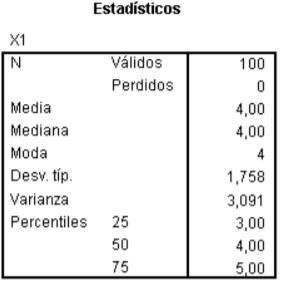 Estadísticos
X1
N Válidos 100
Perdidos 0
Media 4,00
Mediana 4,00
Moda 4
Desv. típ. 1,758
Varianza 3,091
Percentiles 25 3,00
50 4,00
75 5,00